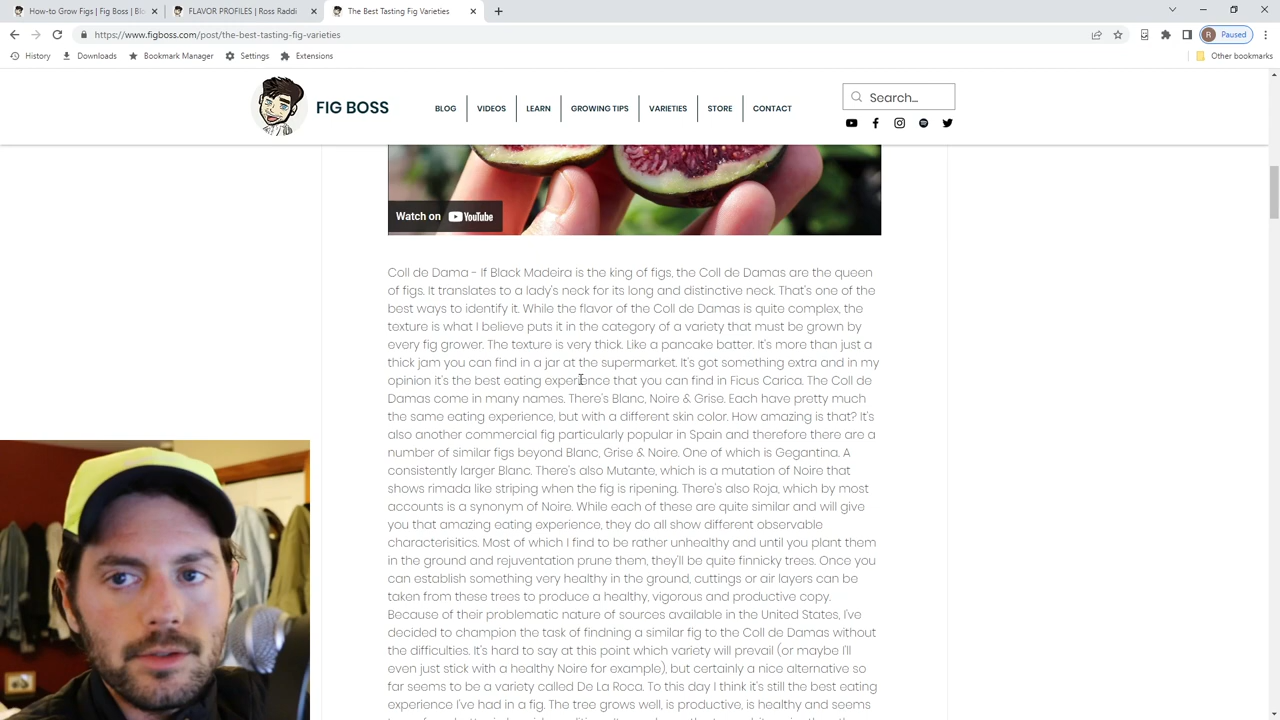 How-to Grow Figs | Fig Boss | Blo
FLAVOR PROFILES | Ross Raddi
The Best Tasting Fig Varieties
https://www.figboss.com/post/the-best-tasting-fig-varieties
R Paused
History Downloads Bookmark Manager Settings Extensions Other bookmarks
FIG BOSS
BLOG VIDEOS LEARN GROWING TIPS VARIETIES STORE CONTACT
Search...
Watch on YouTube
Coll de Dama - If Black Madeira is the king of figs, the Coll de Damas are the queen
of figs. It translates to a lady's neck for its long and distinctive neck. That's one of the
best ways to identify it. While the flavor of the Coll de Damas is quite complex, the
texture is what I believe puts it in the category of a variety that must be grown by
every fig grower. The texture is very thick. Like a pancake batter. It's more than just a
thick jam you can find in a jar at the supermarket. It's got something extra and in my
opinion it's the best eating experience that you can find in Ficus Carica. The Coll de
Damas come in many names. There's Blanc, Noire & Grise. Each have pretty much
the same eating experience, but with a different skin color. How amazing is that? It's
also another commercial fig particularly popular in Spain and therefore there are a
number of similar figs beyond Blanc, Grise & Noire. One of which is Gegantina. A
consistently larger Blanc. There's also Mutante, which is a mutation of Noire that
shows rimada like striping when the fig is ripening. There's also Roja, which by most
accounts is a synonym of Noire. While each of these are quite similar and will give
you that amazing eating experience, they do all show different observable
characterisitics. Most of which I find to be rather unhealthy and until you plant them
in the ground and rejuventation prune them, they'll be quite finnicky trees. Once you
can establish something very healthy in the ground, cuttings or air layers can be
taken from these trees to produce a healthy, vigorous and productive copy.
Because of their problematic nature of sources available in the United States, I've
decided to champion the task of findning a similar fig to the Coll de Damas without
the difficulties. It's hard to say at this point which variety will prevail (or maybe I'll
even just stick with a healthy Noire for example), but certainly a nice alternative so
far seems to be a variety called De La Roca. To this day I think it's still the best eating
experience I've had in a fig. The tree grows well, is productive, is healthy and seems